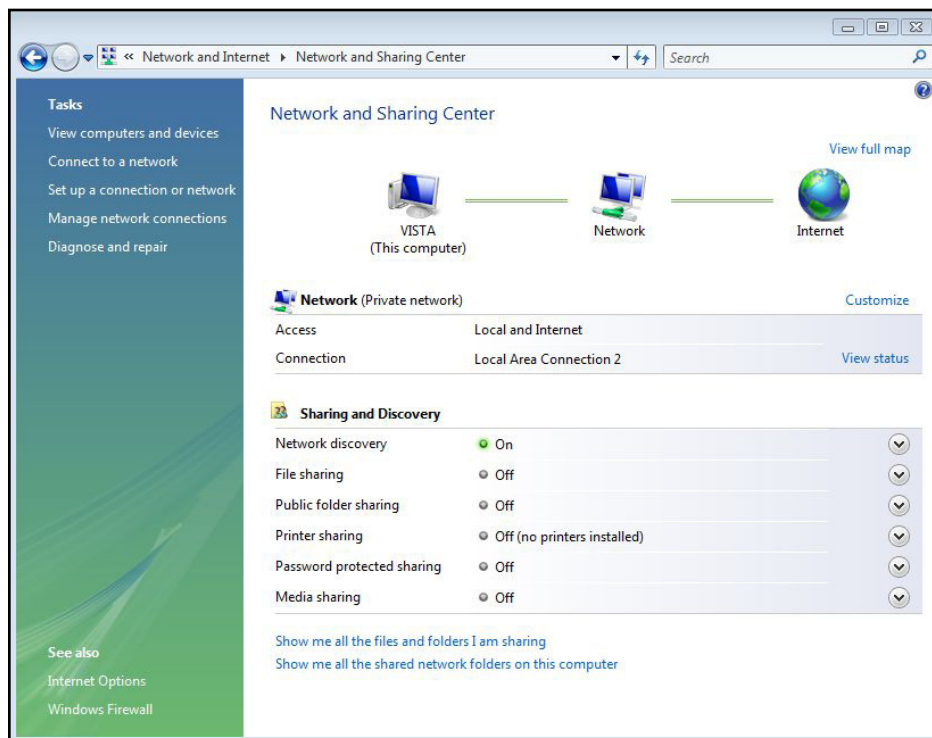 « Network and Internet ▸ Network and Sharing Center
Search
Tasks
View computers and devices
Connect to a network
Set up a connection or network
Manage network connections
Diagnose and repair
See also
Internet Options
Windows Firewall
Network and Sharing Center
View full map
VISTA
(This computer)
Network
Internet
Network (Private network) Customize
Access Local and Internet
Connection Local Area Connection 2 View status
Sharing and Discovery
Network discovery On
File sharing Off
Public folder sharing Off
Printer sharing Off (no printers installed)
Password protected sharing Off
Media sharing Off
Show me all the files and folders I am sharing
Show me all the shared network folders on this computer